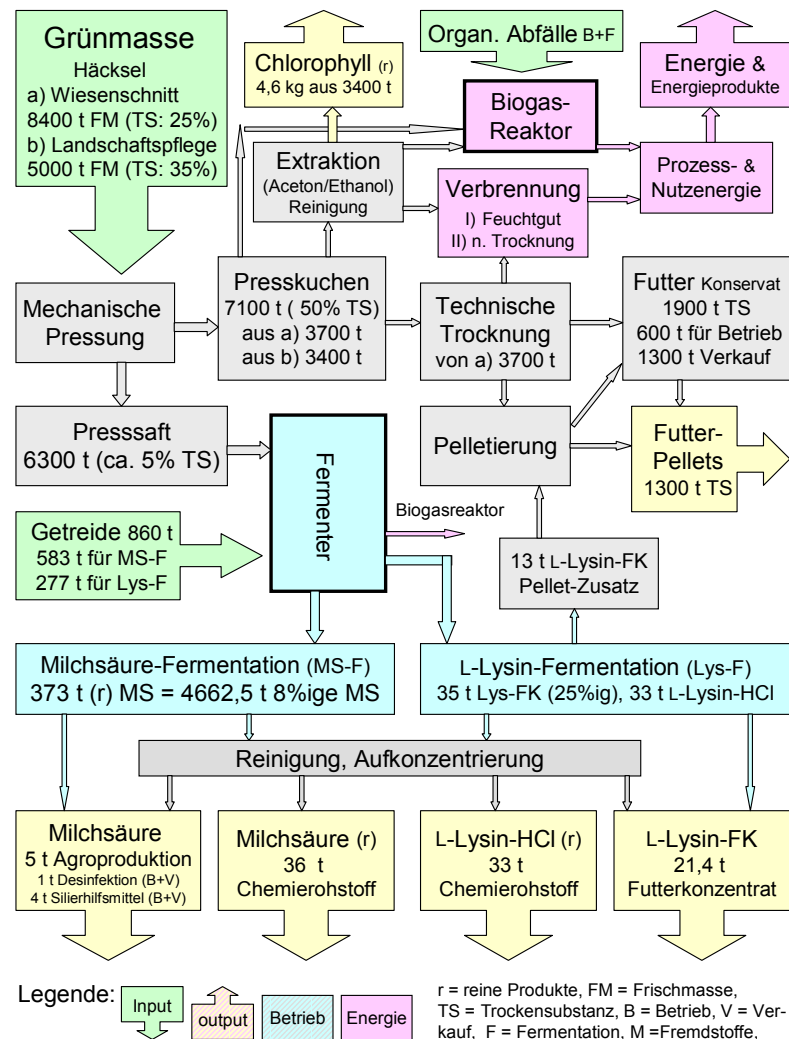 Grünmasse
Häcksel
a) Wiesenschnitt
8400 t FM (TS: 25%)
b) Landschaftspflege
5000 t FM (TS: 35%)
Chlorophyll (r)
4,6 kg aus 3400 t
Organ. Abfälle B+F
Energie &
Energieprodukte
Biogas-
Reaktor
Extraktion
(Aceton/Ethanol)
Reinigung
Verbrennung
I) Feuchtgut
II) n. Trocknung
Prozess- &
Nutzenergie
Mechanische
Pressung
Presskuchen
7100 t ( 50% TS)
aus a) 3700 t
aus b) 3400 t
Technische
Trocknung
von a) 3700 t
Futter Konservat
1900 t TS
600 t für Betrieb
1300 t Verkauf
Presssaft
6300 t (ca. 5% TS)
Fermenter
Pelletierung
Futter-
Pellets
1300 t TS
Getreide 860 t
583 t für MS-F
277 t für Lys-F
Biogasreaktor
13 t L-Lysin-FK
Pellet-Zusatz
Milchsäure-Fermentation (MS-F)
373 t (r) MS = 4662,5 t 8%ige MS
L-Lysin-Fermentation (Lys-F)
35 t Lys-FK (25%ig), 33 t L-Lysin-HCl
Reinigung, Aufkonzentrierung
Milchsäure
5 t Agroproduktion
1 t Desinfektion (B+V)
4 t Silierhilfsmittel (B+V)
Milchsäure (r)
36 t
Chemierohstoff
L-Lysin-HCl (r)
33 t
Chemierohstoff
L-Lysin-FK
21,4 t
Futterkonzentrat
Legende:
Input
output
Betrieb
Energie
r = reine Produkte, FM = Frischmasse,
TS = Trockensubstanz, B = Betrieb, V = Ver-
kauf, F = Fermentation, M =Fremdstoffe,